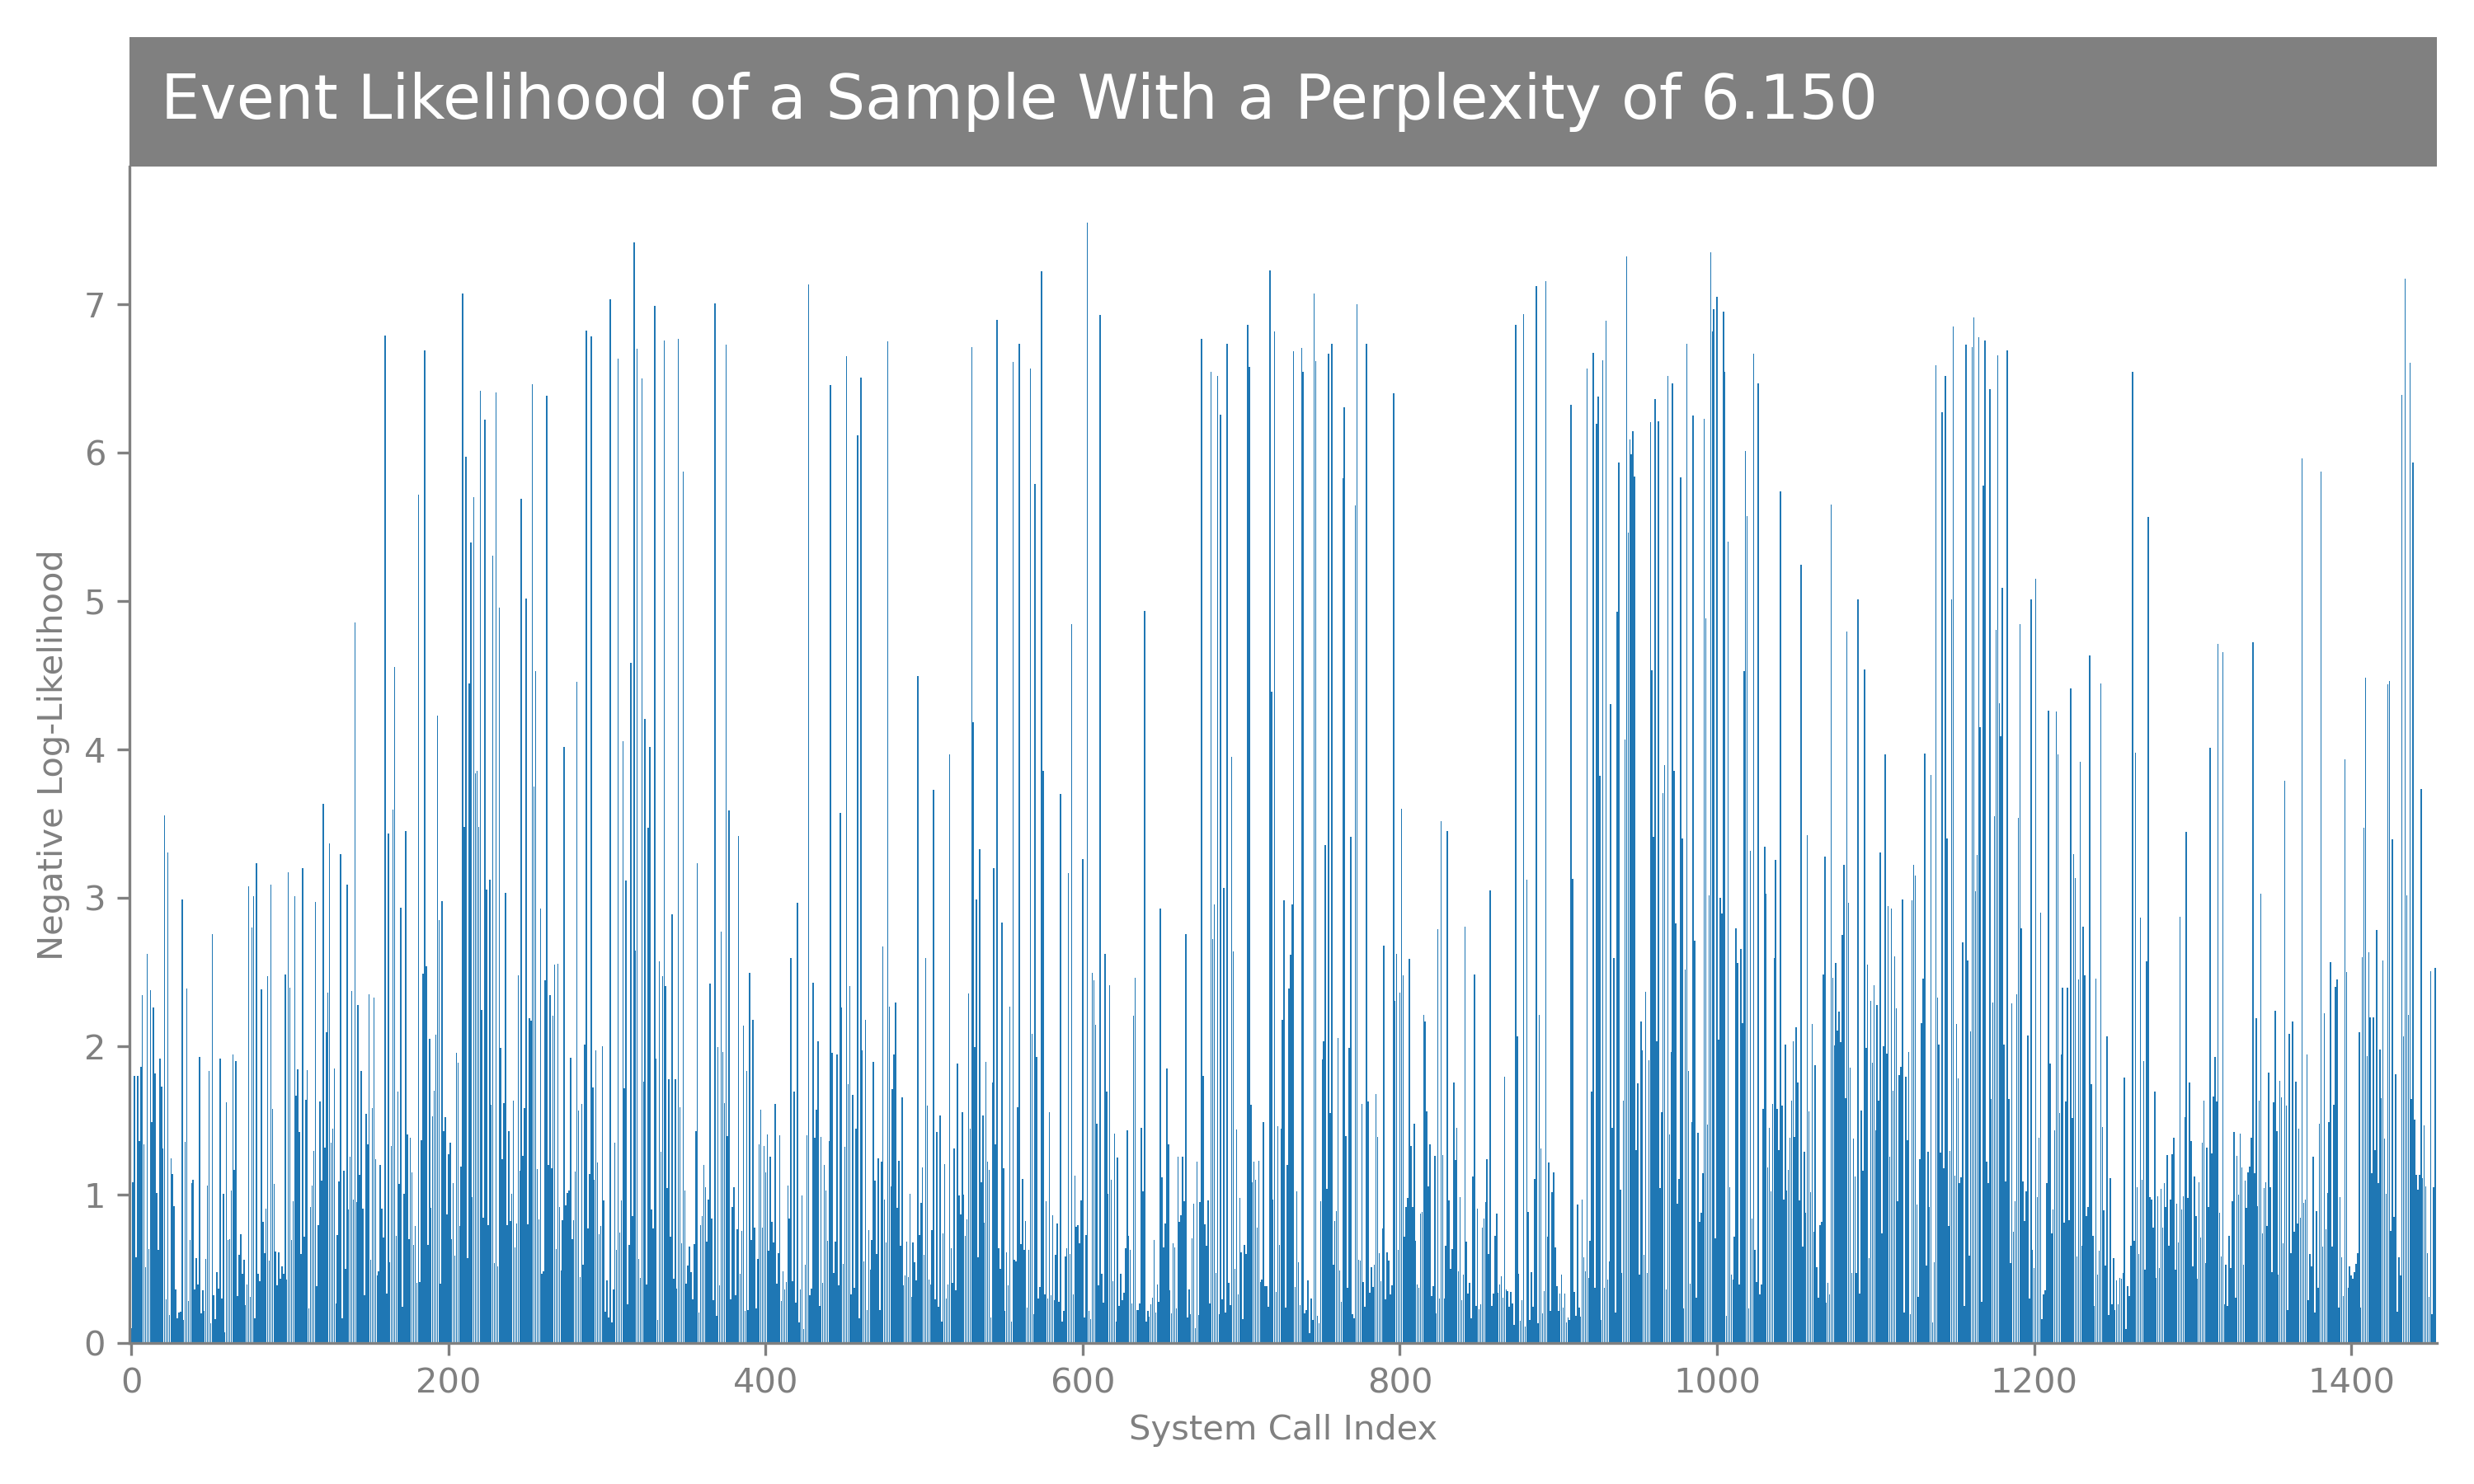 Event Likelihood of a Sample With a Perplexity of 6.150
Negative Log-Likelihood
7
6
5
4
3
2
1
0
0 200 400 600 800 1000 1200 1400
System Call Index